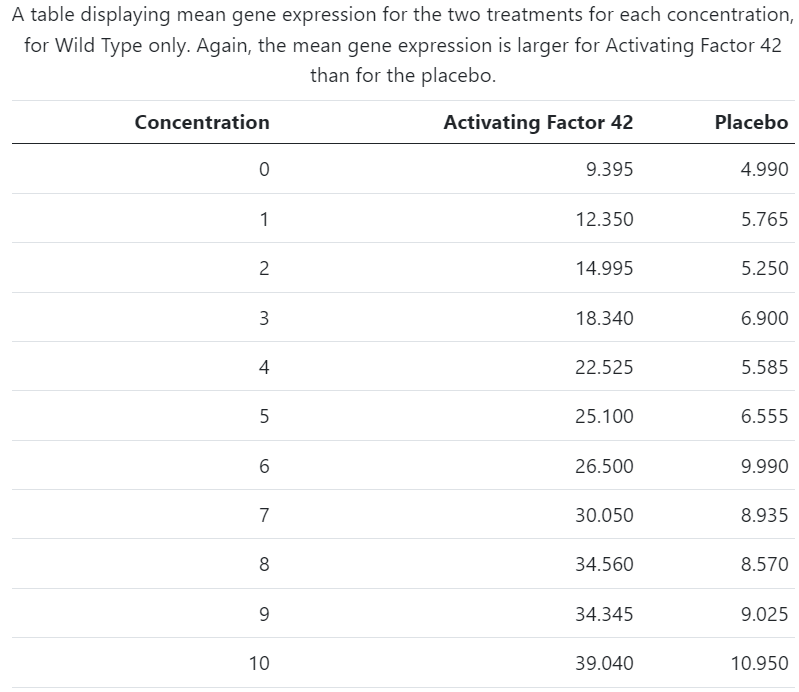 A table displaying mean gene expression for the two treatments for each concentration,
for Wild Type only. Again, the mean gene expression is larger for Activating Factor 42
than for the placebo.
Concentration Activating Factor 42 Placebo
0 9.395 4.990
1 12.350 5.765
2 14.995 5.250
3 18.340 6.900
4 22.525 5.585
5 25.100 6.555
6 26.500 9.990
7 30.050 8.935
8 34.560 8.570
9 34.345 9.025
10 39.040 10.950